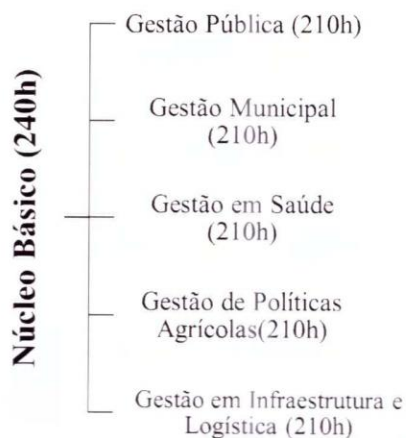 Núcleo Básico (240h)
Gestão Pública (210h)
Gestão Municipal
(210h)
Gestão em Saúde
(210h)
Gestão de Políticas
Agrícolas(210h)
Gestão em Infraestrutura e
Logística (210h)